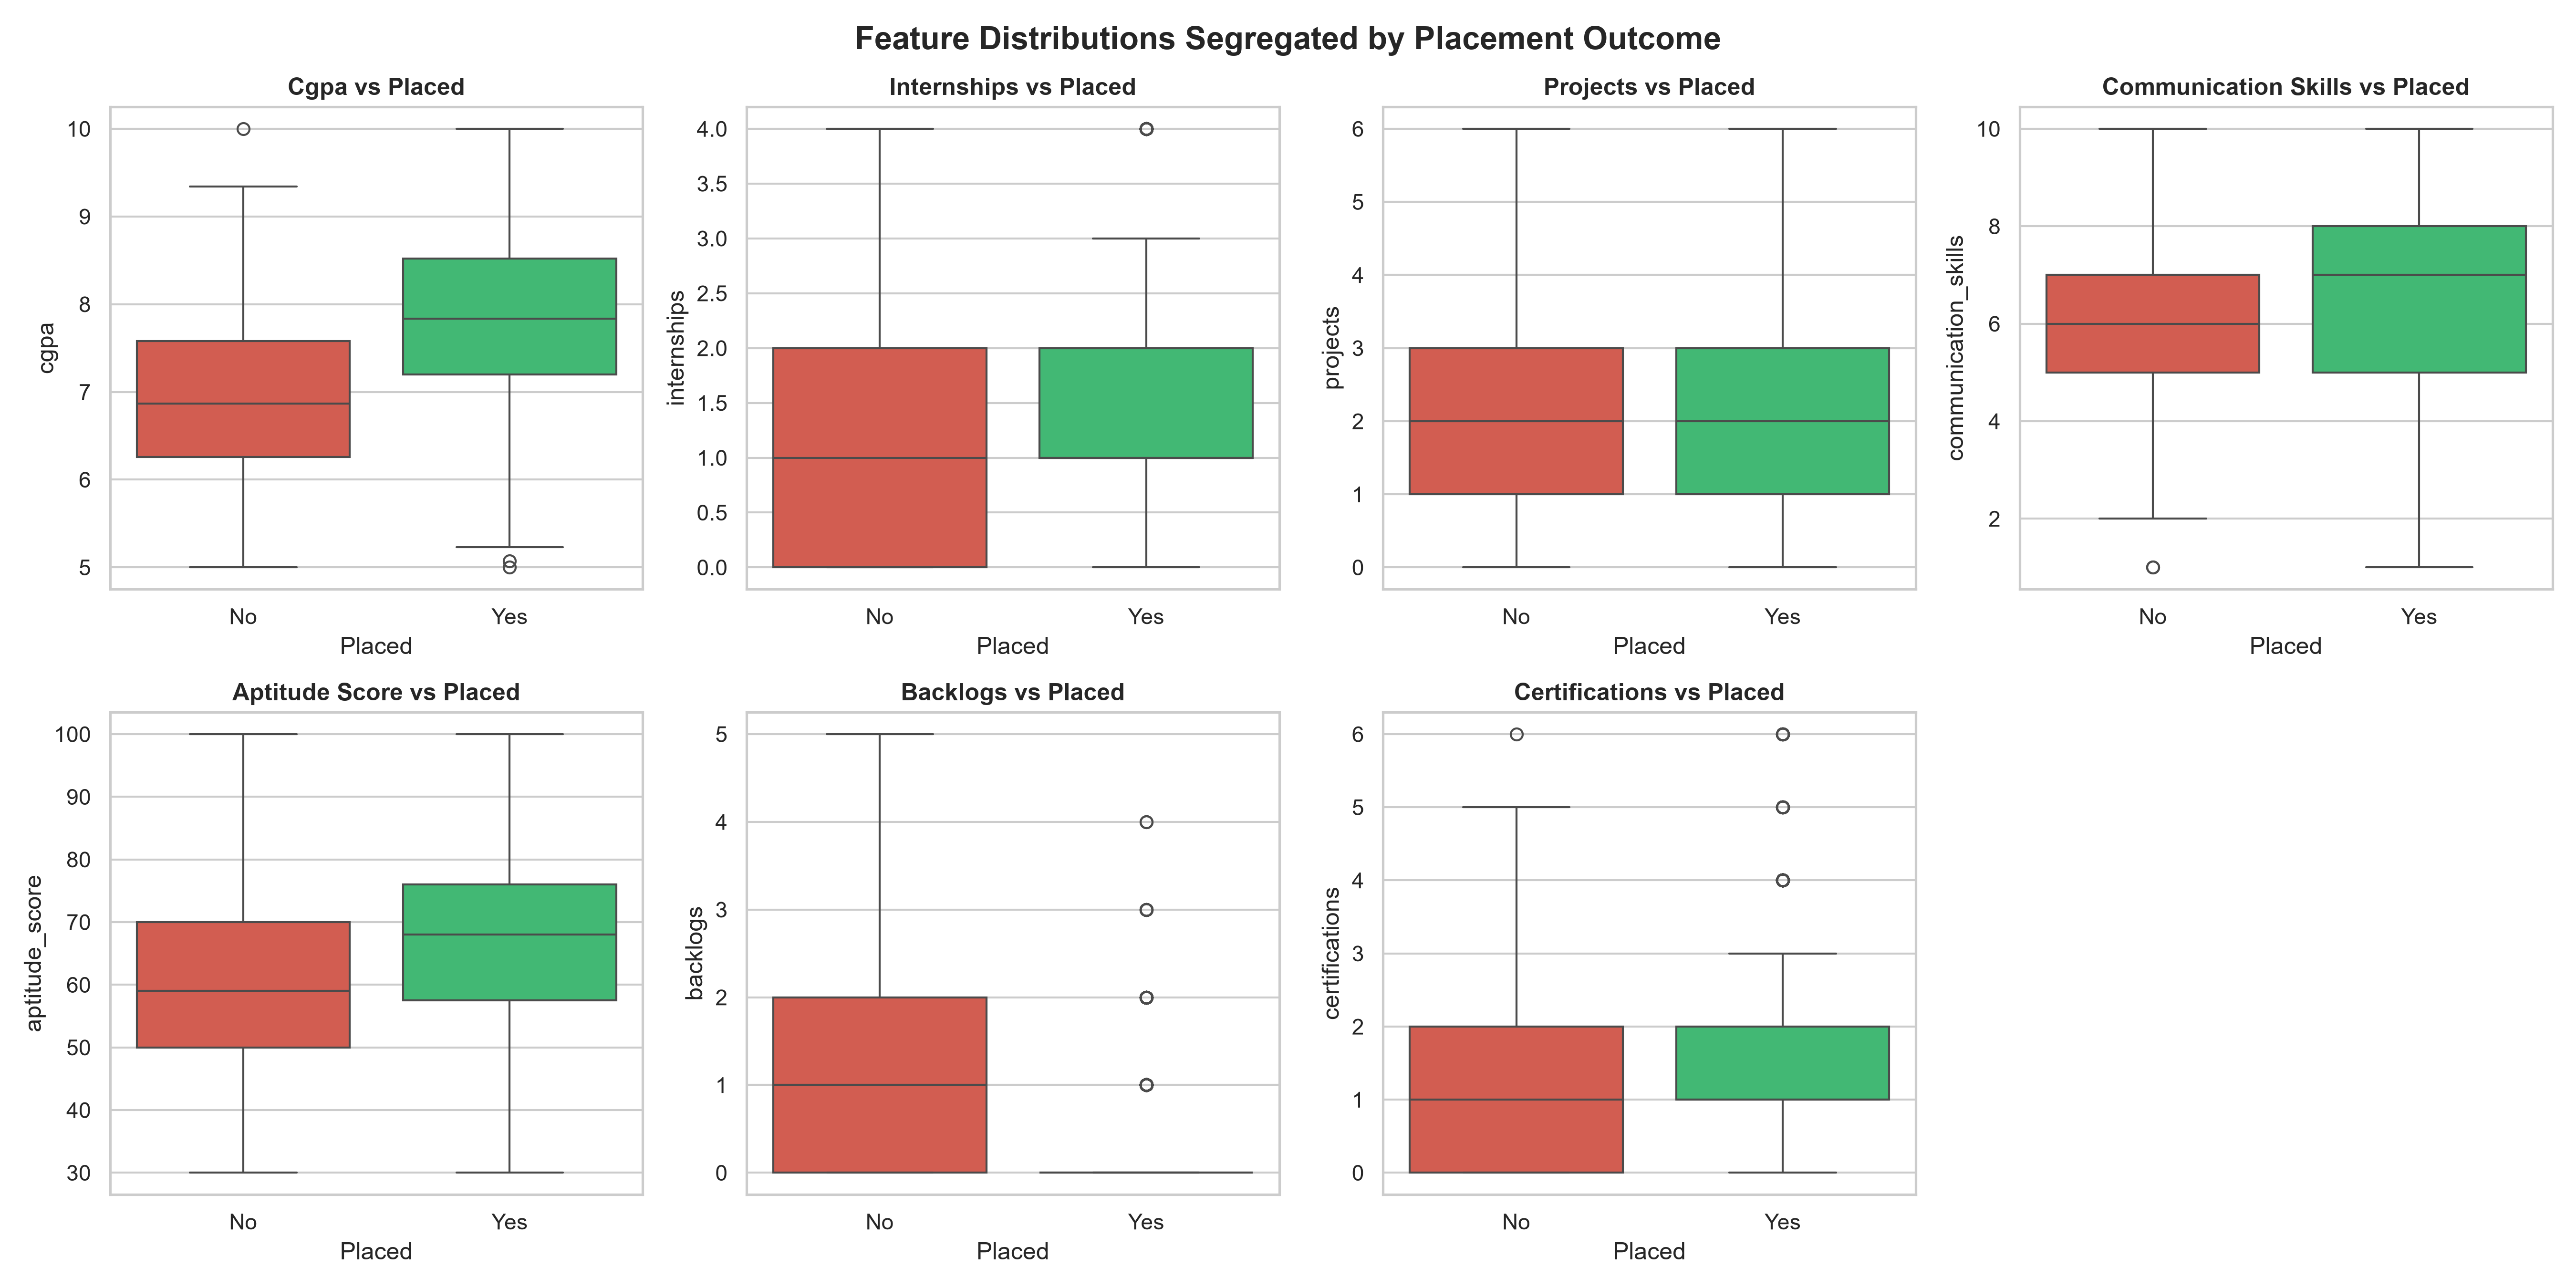 Feature Distributions Segregated by Placement Outcome
Cgpa vs Placed
cgpa
10
9
8
7
6
5
No Yes
Placed
Internships vs Placed
internships
4.0
3.5
3.0
2.5
2.0
1.5
1.0
0.5
0.0
No Yes
Placed
Projects vs Placed
projects
6
5
4
3
2
1
0
No Yes
Placed
Communication Skills vs Placed
communication_skills
10
8
6
4
2
No Yes
Placed
Aptitude Score vs Placed
aptitude_score
100
90
80
70
60
50
40
30
No Yes
Placed
Backlogs vs Placed
backlogs
5
4
3
2
1
0
No Yes
Placed
Certifications vs Placed
certifications
6
5
4
3
2
1
0
No Yes
Placed